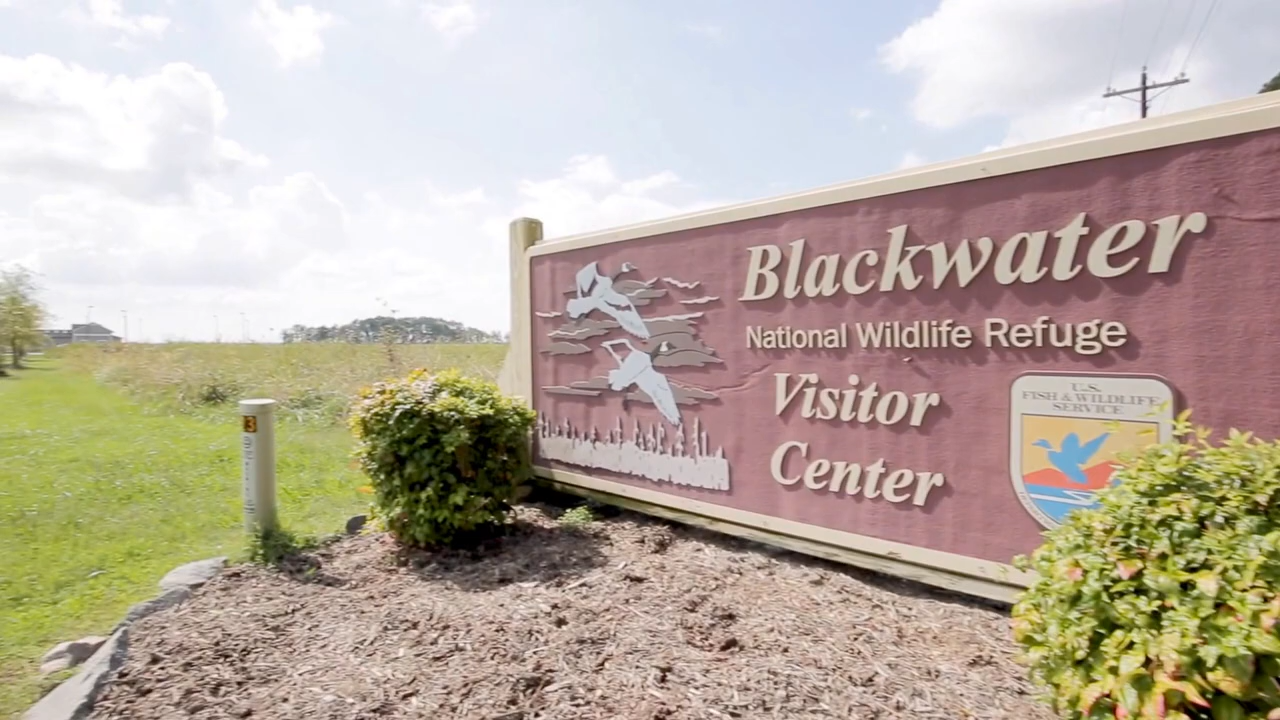 Blackwater
National Wildlife Refuge
Visitor
Center
U.S.
FISH & WILDLIFE
SERVICE
3